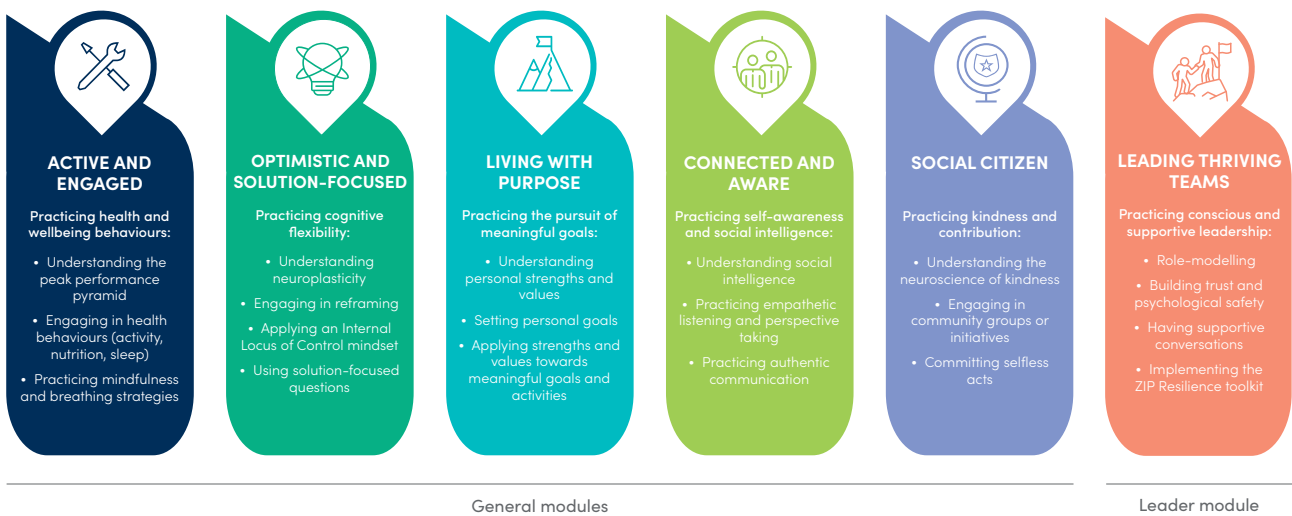 ACTIVE AND
ENGAGED
Practicing health and
wellbeing behaviours:
• Understanding the
peak performance
pyramid
• Engaging in health
behaviours (activity,
nutrition, sleep)
• Practicing mindfulness
and breathing strategies
OPTIMISTIC AND
SOLUTION-FOCUSED
Practicing cognitive
flexibility:
• Understanding
neuroplasticity
• Engaging in reframing
• Applying an Internal
Locus of Control mindset
• Using solution-focused
questions
LIVING WITH
PURPOSE
Practicing the pursuit of
meaningful goals:
• Understanding
personal strengths and
values
• Setting personal goals
• Applying strengths and
values towards
meaningful goals and
activities
CONNECTED AND
AWARE
Practicing self-awareness
and social intelligence:
• Understanding social
intelligence
• Practicing empathetic
listening and perspective
taking
• Practicing authentic
communication
SOCIAL CITIZEN
Practicing kindness and
contribution:
• Understanding the
neuroscience of kindness
• Engaging in
community groups or
initiatives
• Committing selfless
acts
LEADING THRIVING
TEAMS
Practicing conscious and
supportive leadership:
• Role-modelling
• Building trust and
psychological safety
• Having supportive
conversations
• Implementing the
ZIP Resilience toolkit
General modules
Leader module